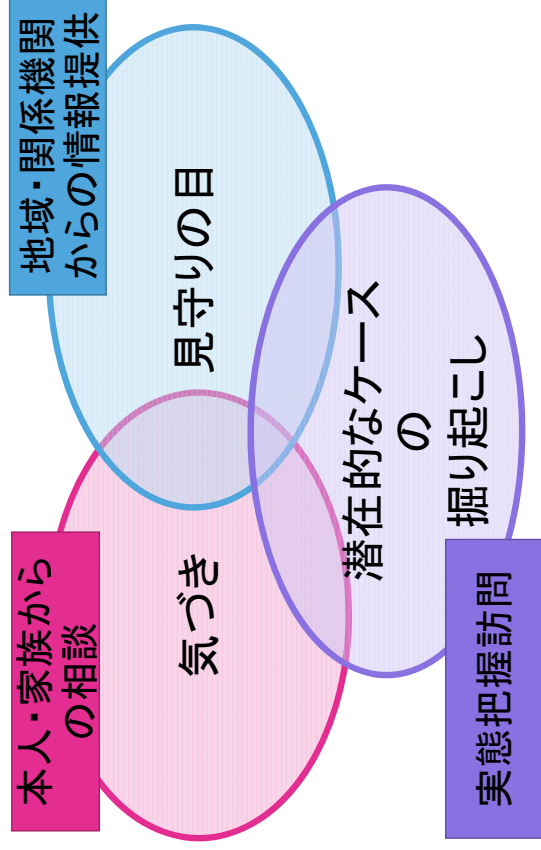 本人・家族から
の相談
地域・関係機関
からの情報提供
気づき
見守りの目
潜在的なケース
の
掘り起こし
実態把握訪問